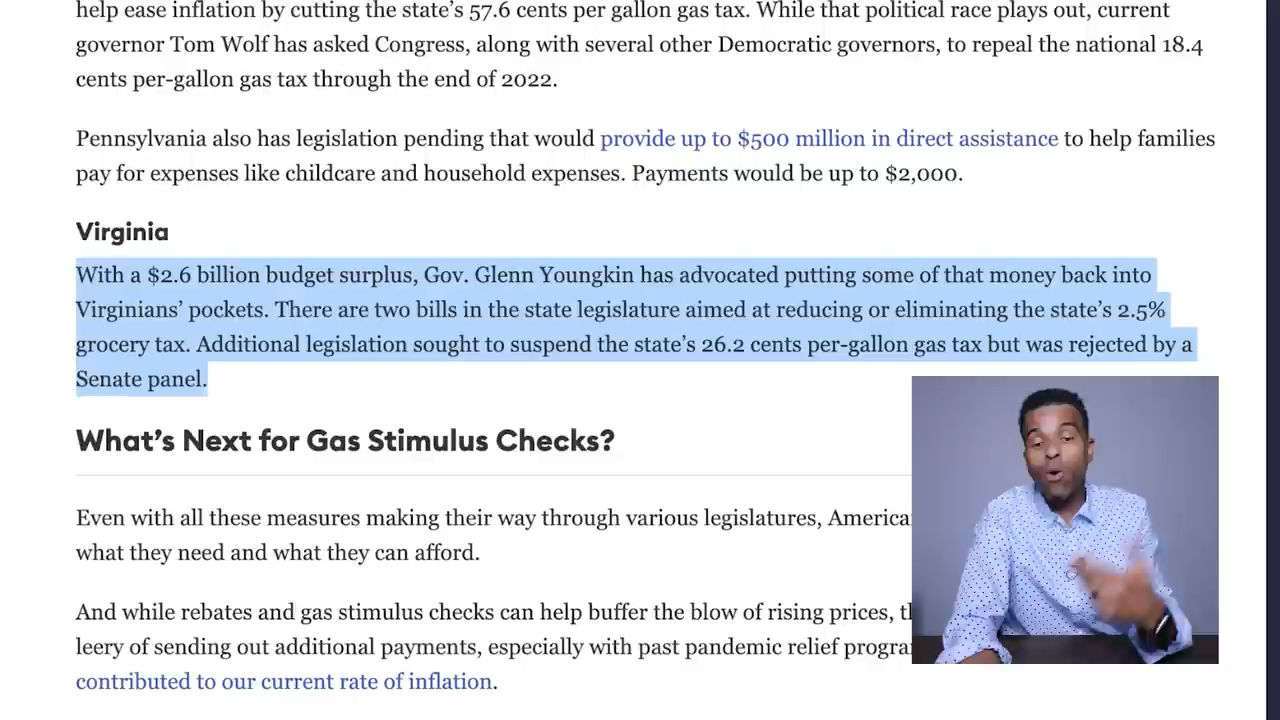 help ease inflation by cutting the state’s 57.6 cents per gallon gas tax. While that political race plays out, current
governor Tom Wolf has asked Congress, along with several other Democratic governors, to repeal the national 18.4
cents per-gallon gas tax through the end of 2022.
Pennsylvania also has legislation pending that would provide up to $500 million in direct assistance to help families
pay for expenses like childcare and household expenses. Payments would be up to $2,000.
Virginia
With a $2.6 billion budget surplus, Gov. Glenn Youngkin has advocated putting some of that money back into
Virginians’ pockets. There are two bills in the state legislature aimed at reducing or eliminating the state’s 2.5%
grocery tax. Additional legislation sought to suspend the state’s 26.2 cents per-gallon gas tax but was rejected by a
Senate panel.
What’s Next for Gas Stimulus Checks?
Even with all these measures making their way through various legislatures,
what they need and what they can afford.
And while rebates and gas stimulus checks can help buffer the blow of rising prices,
leery of sending out additional payments, especially with past pandemic relief
contributed to our current rate of inflation.